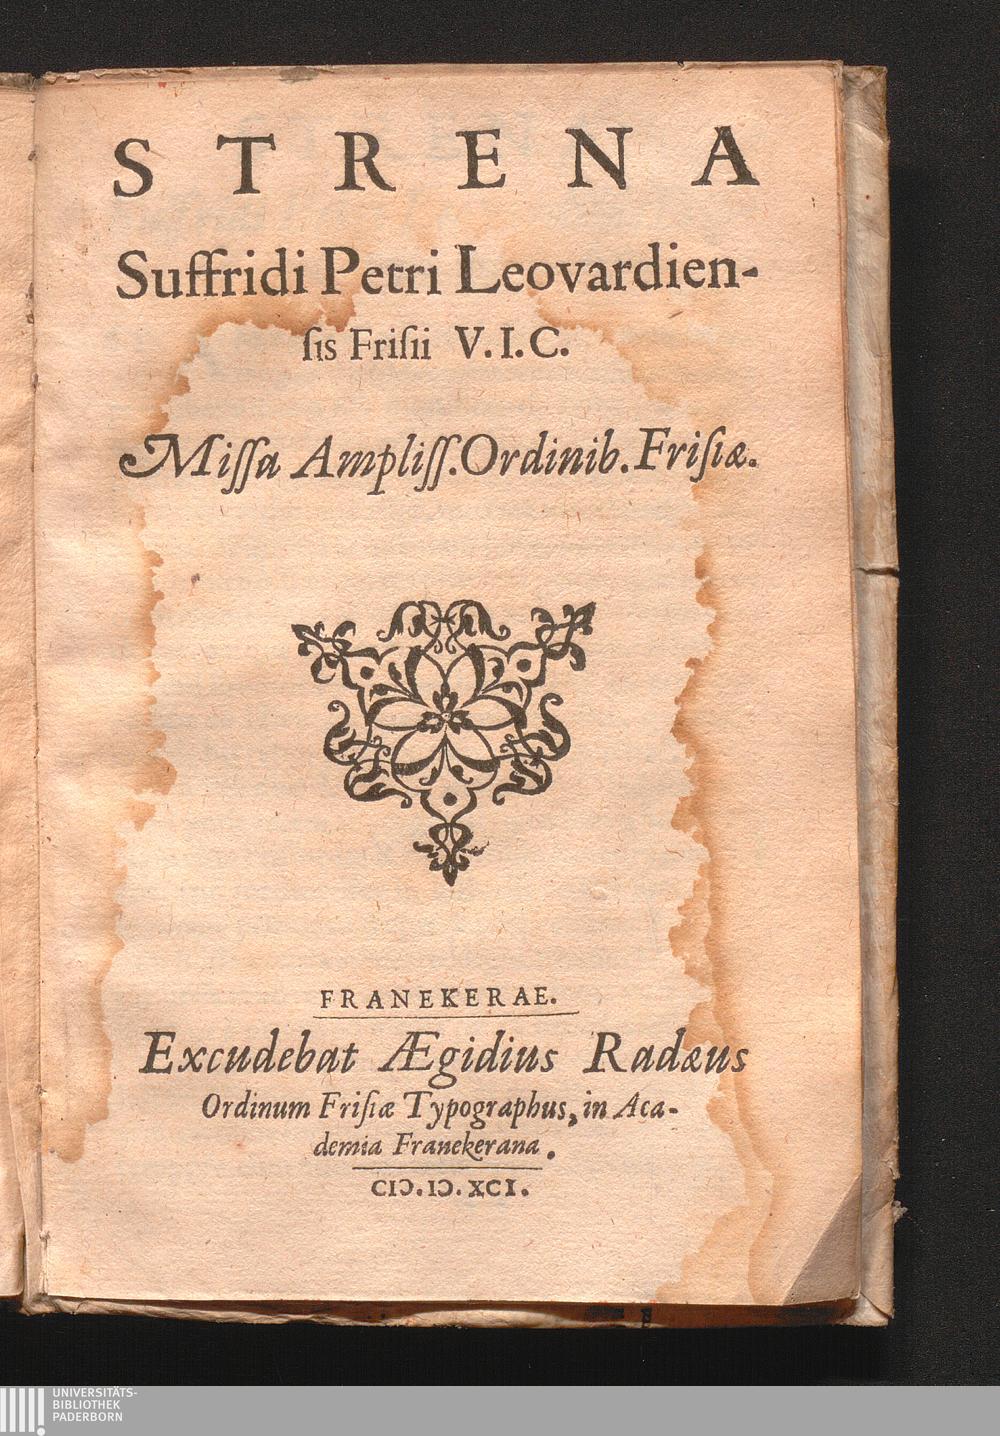 STRENA
Suffridi Petri Leovardien-
ſis Friſii V. I. C.
Miſſa Ampliſſ. Ordinib. Friſiæ.
FRANEKERAE.
Excudebat Ægidius Radæus
Ordinum Friſiæ Typographus, in Aca-
demia Franekerana.
CIↃ. IↃ. XCI.
UNIVERSITÄTS-
BIBLIOTHEK
PADERBORN